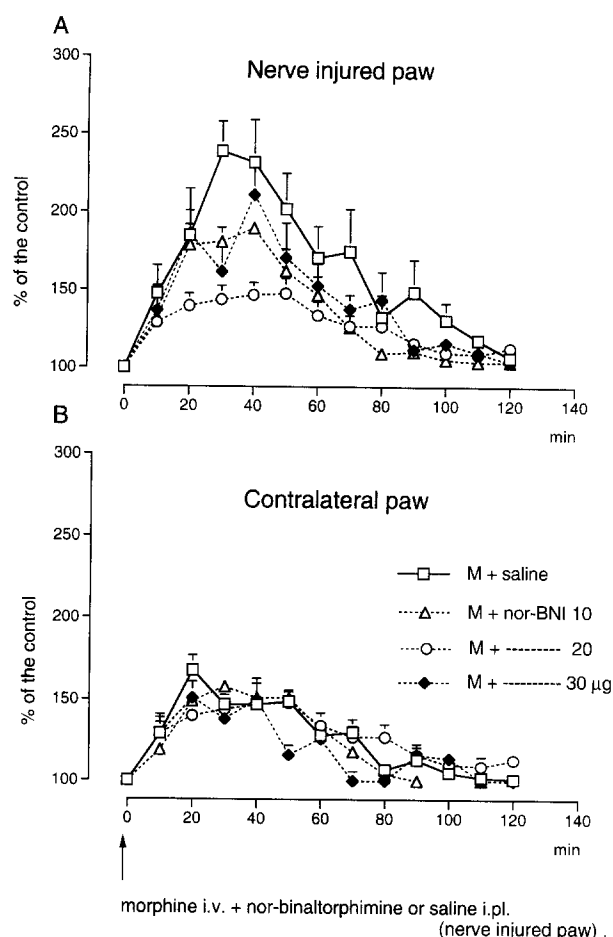 A
Nerve injured paw
% of the control
300
250
200
150
100
0 20 40 60 80 100 120 140
min
B
Contralateral paw
% of the control
300
250
200
150
100
M + saline
M + nor-BNI 10
M + -------- 20
M + --------- 30 µg
0 20 40 60 80 100 120 140
min
morphine i.v. + nor-binaltorphimine or saline i.pl.
(nerve injured paw) .